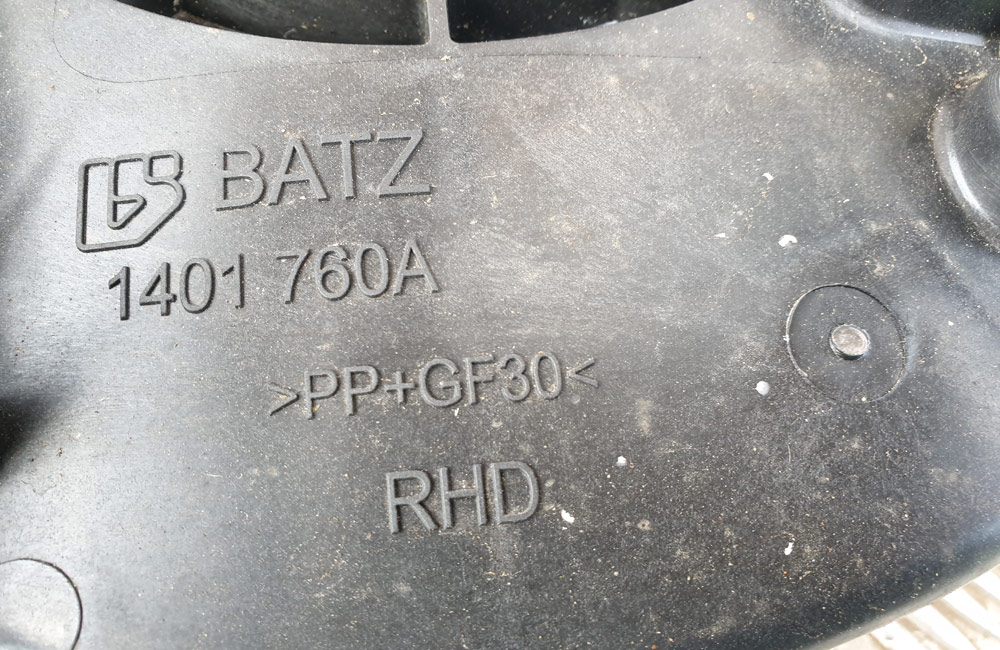 BATZ
1401 760A
>PP+GF30<
RHD